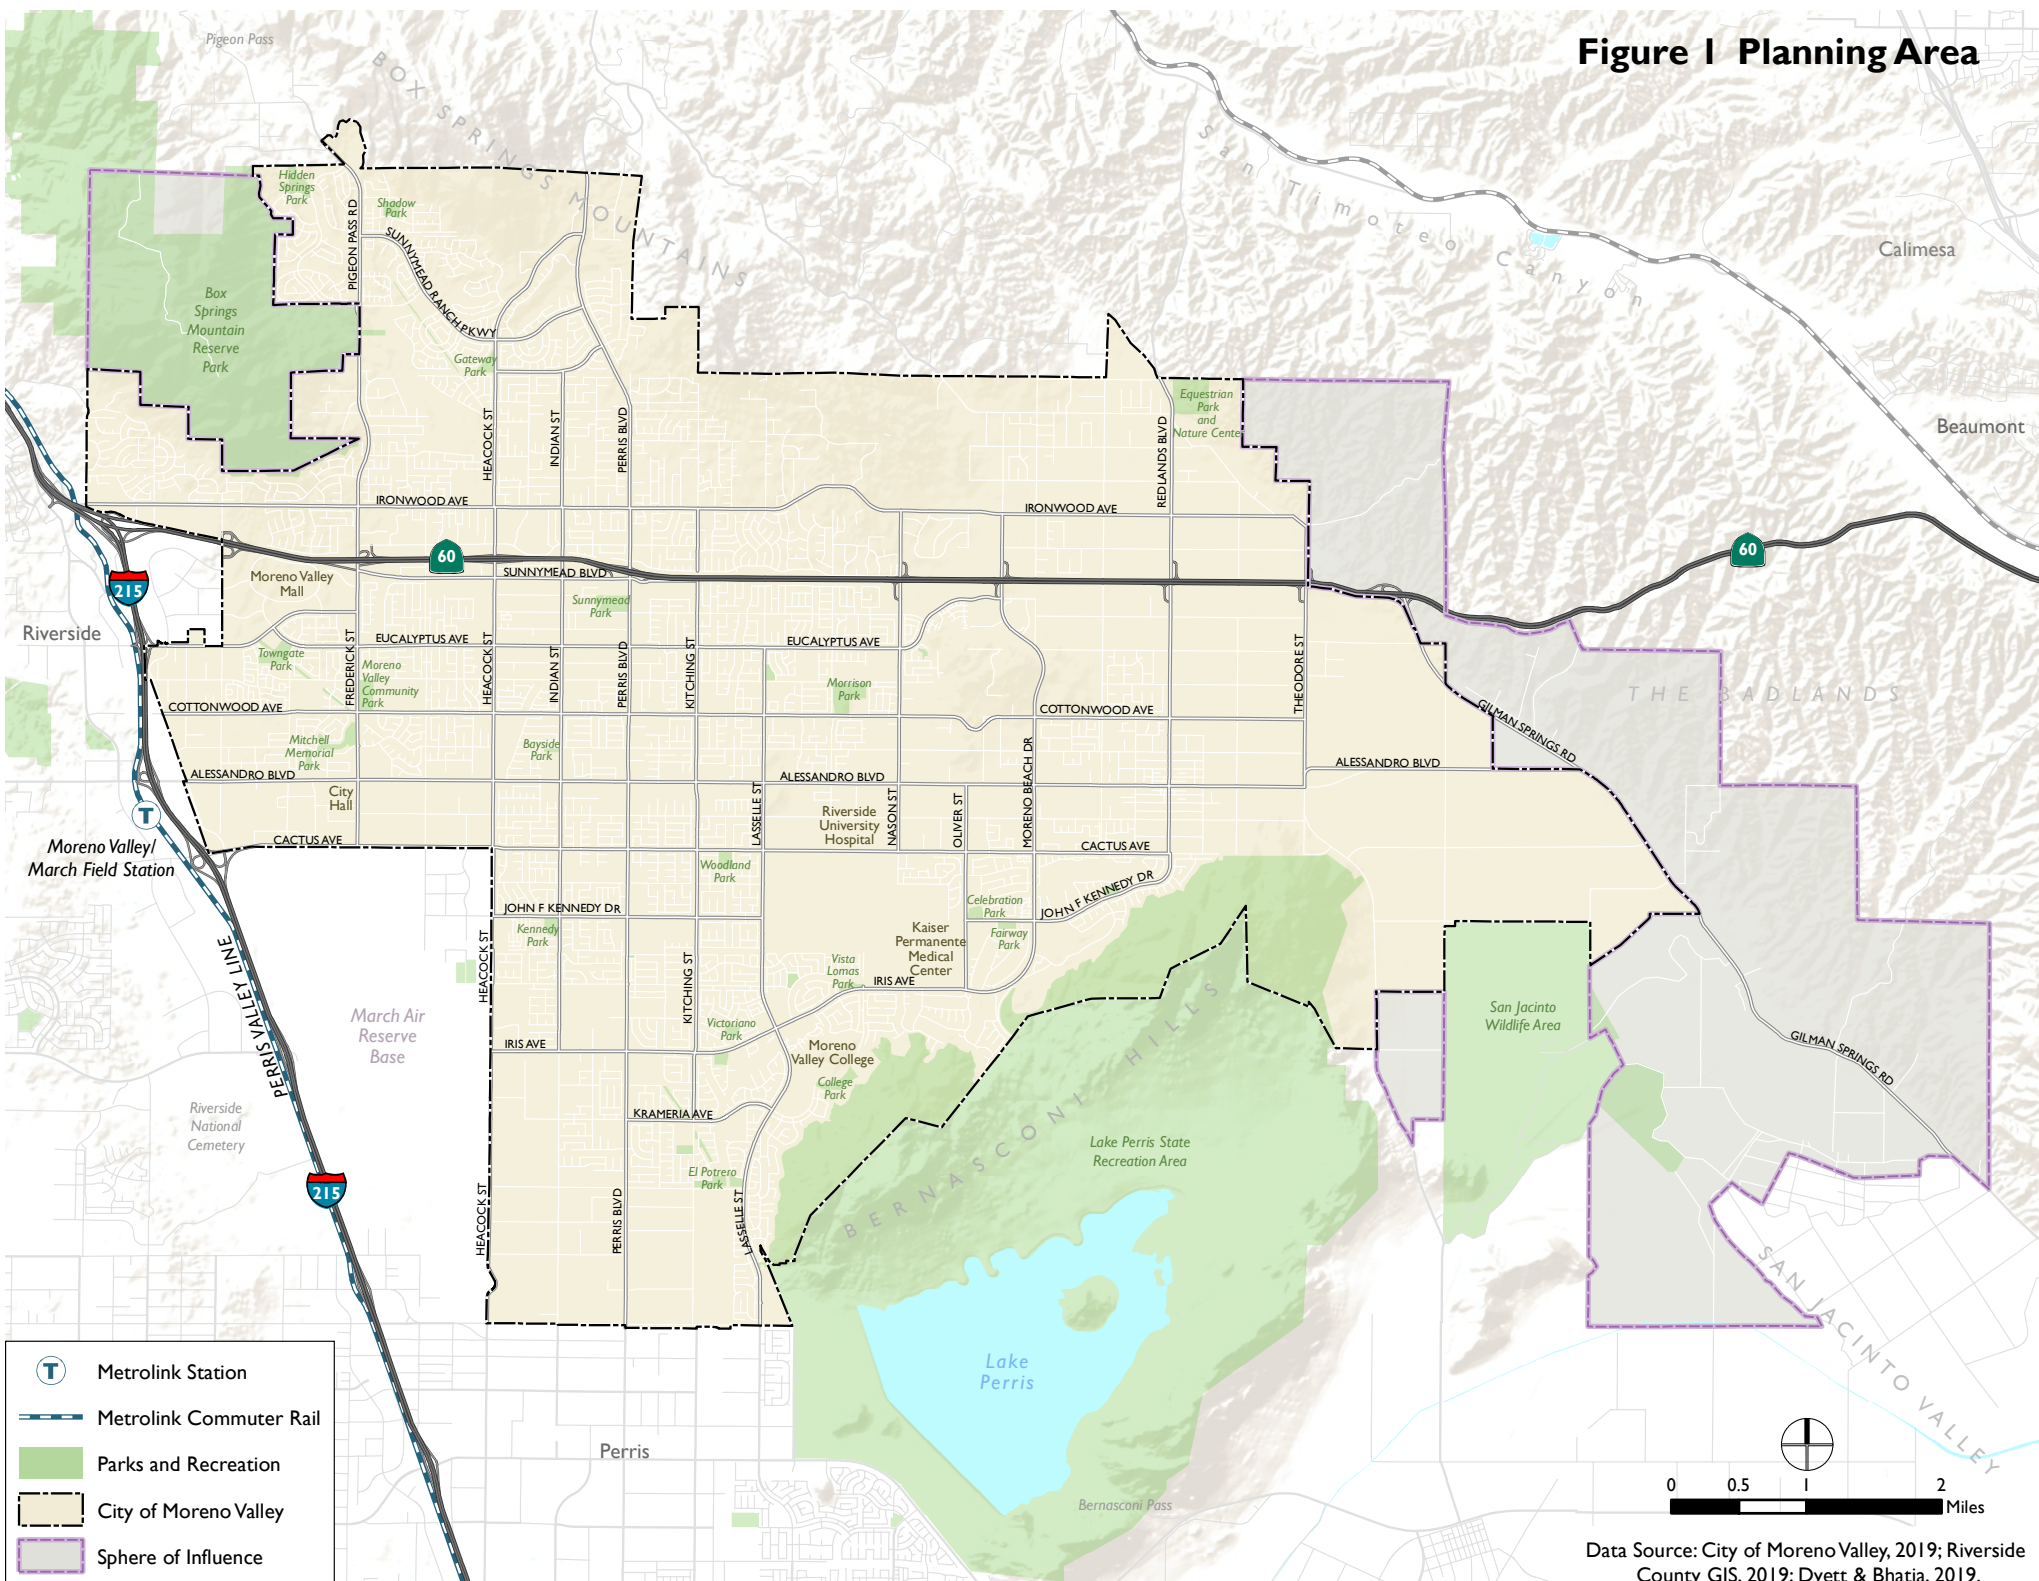 Figure 1 Planning Area
Pigeon Pass
BOX SPRINGS MOUNTAINS
San Timoteo Canyon
Calimesa
Beaumont
Hidden
Springs
Park
Shadow
Park
PIGEON PASS RD
SUNNYMEAD RANCH PKWY
Box
Springs
Mountain
Reserve
Park
Gateway
Park
Equestrian
Park
and
Nature Center
HEACOCK ST
INDIAN ST
PERRIS BLVD
REDLANDS BLVD
IRONWOOD AVE
IRONWOOD AVE
60
60
215
Moreno Valley
Mall
SUNNYMEAD BLVD
Sunnymead
Park
Riverside
EUCALYPTUS AVE
EUCALYPTUS AVE
Towngate
Park
FREDERICK ST
Moreno
Valley
Community
Park
HEACOCK ST
INDIAN ST
PERRIS BLVD
KITCHING ST
Morrison
Park
THEODORE ST
THE BADLANDS
COTTONWOOD AVE
COTTONWOOD AVE
GILMAN SPRINGS RD
Mitchell
Memorial
Park
Bayside
Park
MORENO BEACH DR
ALESSANDRO BLVD
ALESSANDRO BLVD
ALESSANDRO BLVD
City
Hall
LASSELLE ST
Riverside
University
Hospital
NASON ST
OLIVER ST
T
Moreno Valley/
March Field Station
CACTUS AVE
CACTUS AVE
Woodland
Park
JOHN F KENNEDY DR
JOHN F KENNEDY DR
Celebration
Park
Kennedy
Park
Kaiser
Permanente
Medical
Center
Fairway
Park
HEACOCK ST
KITCHING ST
Vista
Lomas
Park
IRIS AVE
PERRIS VALLEY LINE
March Air
Reserve
Base
San Jacinto
Wildlife Area
Victoriano
Park
IRIS AVE
Moreno
Valley College
College
Park
GILMAN SPRINGS RD
BERNASCONI HILLS
Riverside
National
Cemetery
KRAMERIA AVE
Lake Perris State
Recreation Area
El Potrero
Park
215
HEACOCK ST
PERRIS BLVD
LASSELLE ST
SAN JACINTO VALLEY
Lake
Perris
Perris
Bernasconi Pass
T Metrolink Station
Metrolink Commuter Rail
Parks and Recreation
City of Moreno Valley
Sphere of Influence
0 0.5 1 2
Miles
Data Source: City of Moreno Valley, 2019; Riverside
County GIS, 2019; Dyett & Bhatia, 2019.